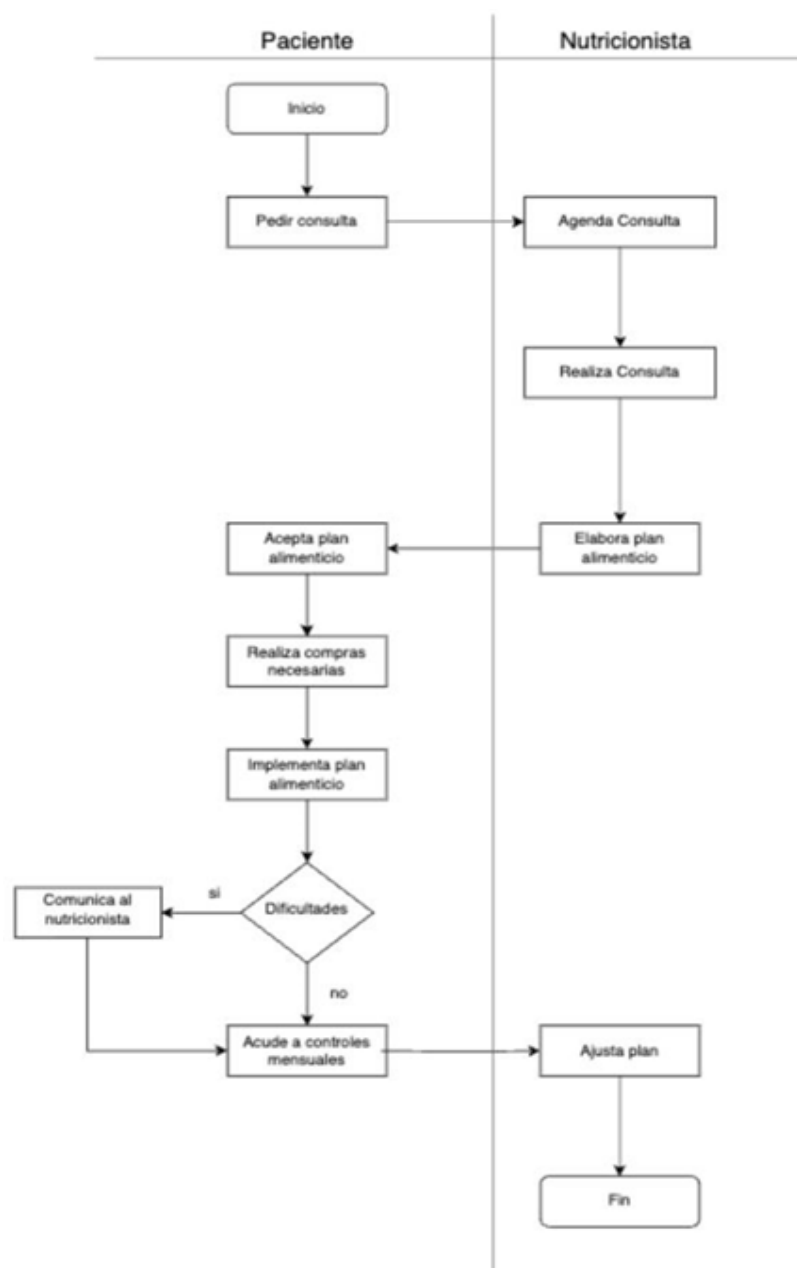 Paciente
Nutricionista
Inicio
Pedir consulta
Agenda Consulta
Realiza Consulta
Acepta plan
alimenticio
Elabora plan
alimenticio
Realiza compras
necesarias
Implementa plan
alimenticio
si
Comunica al
nutricionista
Dificultades
no
Acude a controles
mensuales
Ajusta plan
Fin